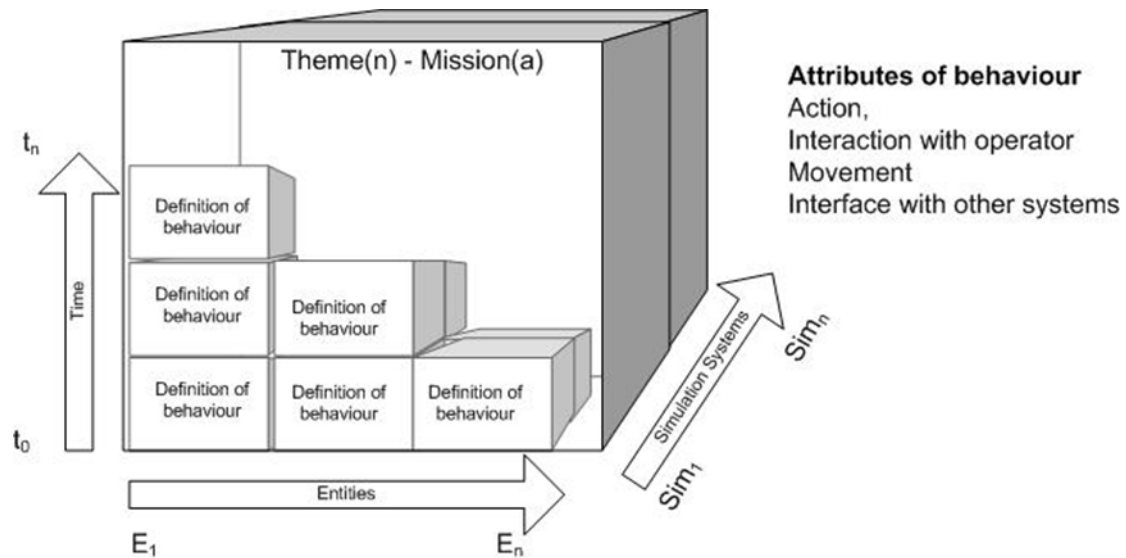 Theme(n) - Mission(a)
Attributes of behaviour
Action,
Interaction with operator
Movement
Interface with other systems
tn
Time
t0
Definition of
behaviour
Definition of
behaviour
Definition of
behaviour
Definition of
behaviour
Definition of
behaviour
Definition of
behaviour
Entities
E1
En
Simulation Systems
Sim1
Simn